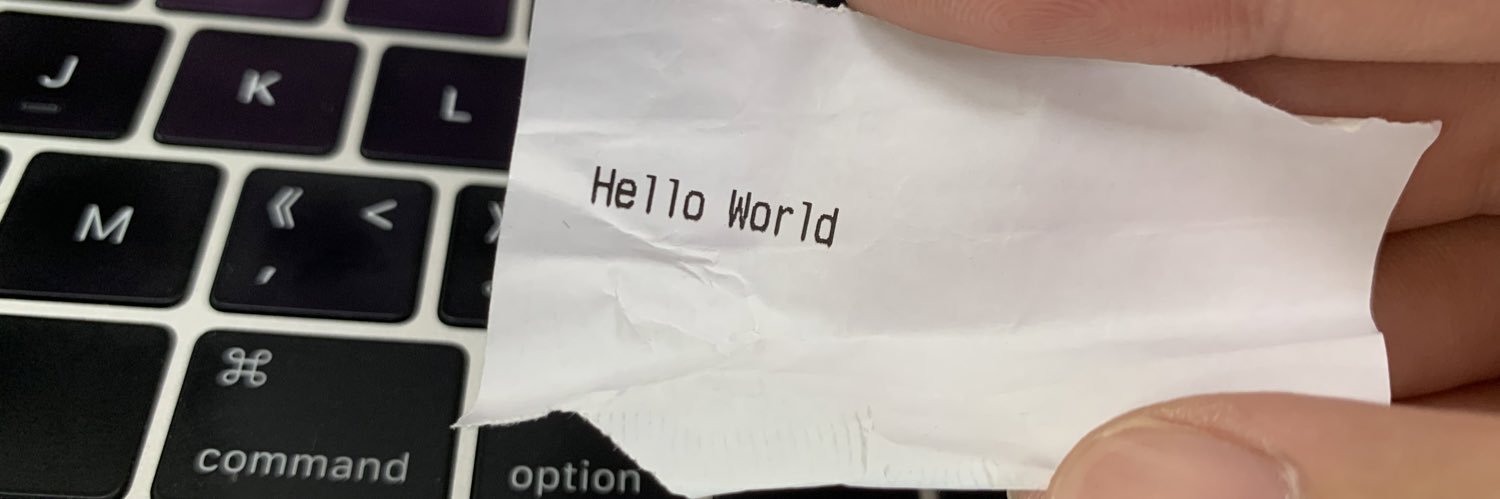 J K L
M 《 <
,
Hello World
⌘
command option